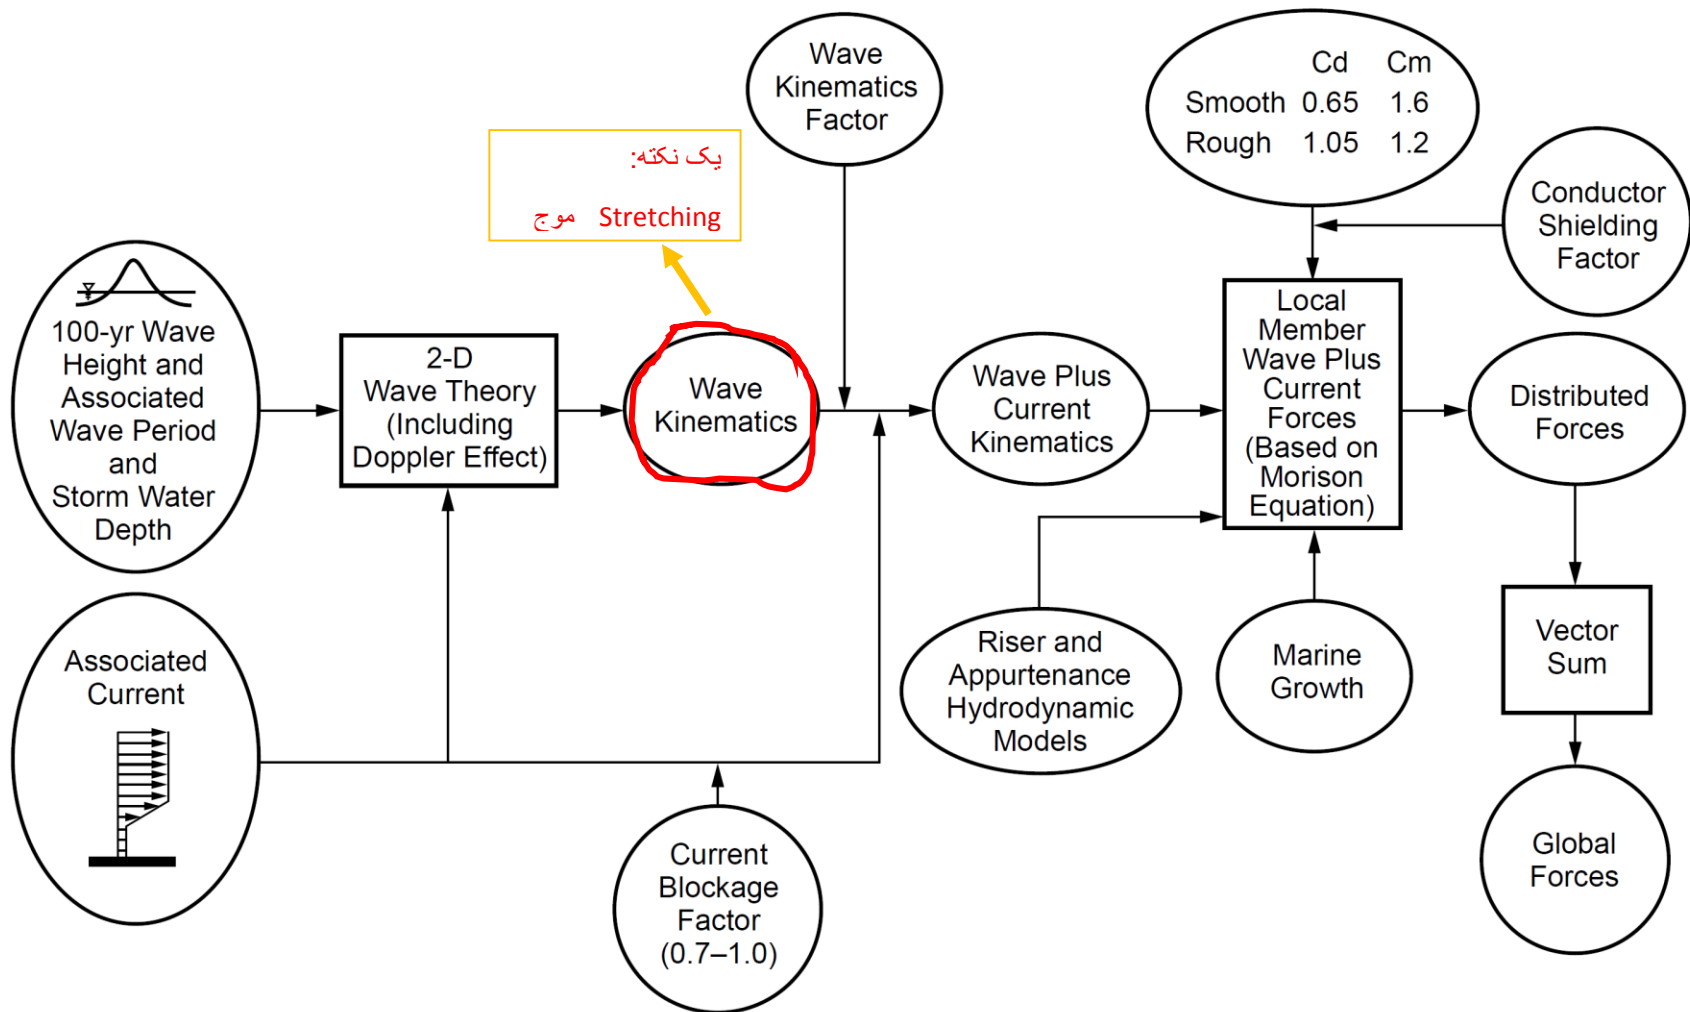 Wave
Kinematics
Factor
Cd Cm
Smooth 0.65 1.6
Rough 1.05 1.2
یک نکته:
Stretching موج
Conductor
Shielding
Factor
100-yr Wave
Height and
Associated
Wave Period
and
Storm Water
Depth
2-D
Wave Theory
(Including
Doppler Effect)
Wave
Kinematics
Wave Plus
Current
Kinematics
Local
Member
Wave Plus
Current
Forces
(Based on
Morison
Equation)
Distributed
Forces
Associated
Current
Riser and
Appurtenance
Hydrodynamic
Models
Marine
Growth
Vector
Sum
Current
Blockage
Factor
(0.7–1.0)
Global
Forces